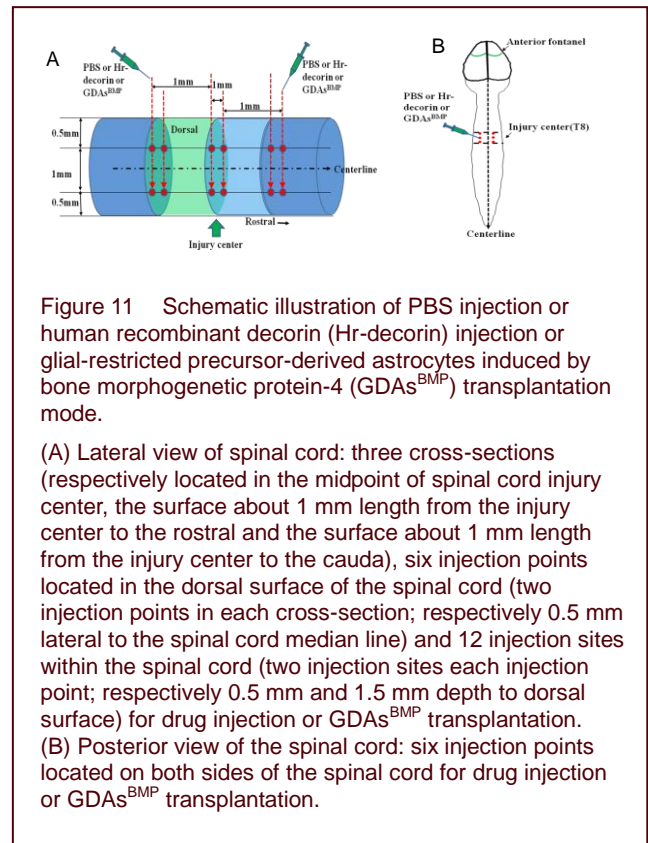 A
PBS or Hr-
decorin or
GDAsBMP
1mm
1mm
PBS or Hr-
decorin or
GDAsBMP
1mm
0.5mm
Dorsal
1mm
Centerline
0.5mm
Rostral
Injury center
B
Anterior fontanel
PBS or Hr-
decorin or
GDAsBMP
Injury center(T8)
Centerline
Figure 11 Schematic illustration of PBS injection or
human recombinant decorin (Hr-decorin) injection or
glial-restricted precursor-derived astrocytes induced by
bone morphogenetic protein-4 (GDAsBMP) transplantation
mode.
(A) Lateral view of spinal cord: three cross-sections
(respectively located in the midpoint of spinal cord injury
center, the surface about 1 mm length from the injury
center to the rostral and the surface about 1 mm length
from the injury center to the cauda), six injection points
located in the dorsal surface of the spinal cord (two
injection points in each cross-section; respectively 0.5 mm
lateral to the spinal cord median line) and 12 injection sites
within the spinal cord (two injection sites each injection
point; respectively 0.5 mm and 1.5 mm depth to dorsal
surface) for drug injection or GDAsBMP transplantation.
(B) Posterior view of the spinal cord: six injection points
located on both sides of the spinal cord for drug injection
or GDAsBMP transplantation.